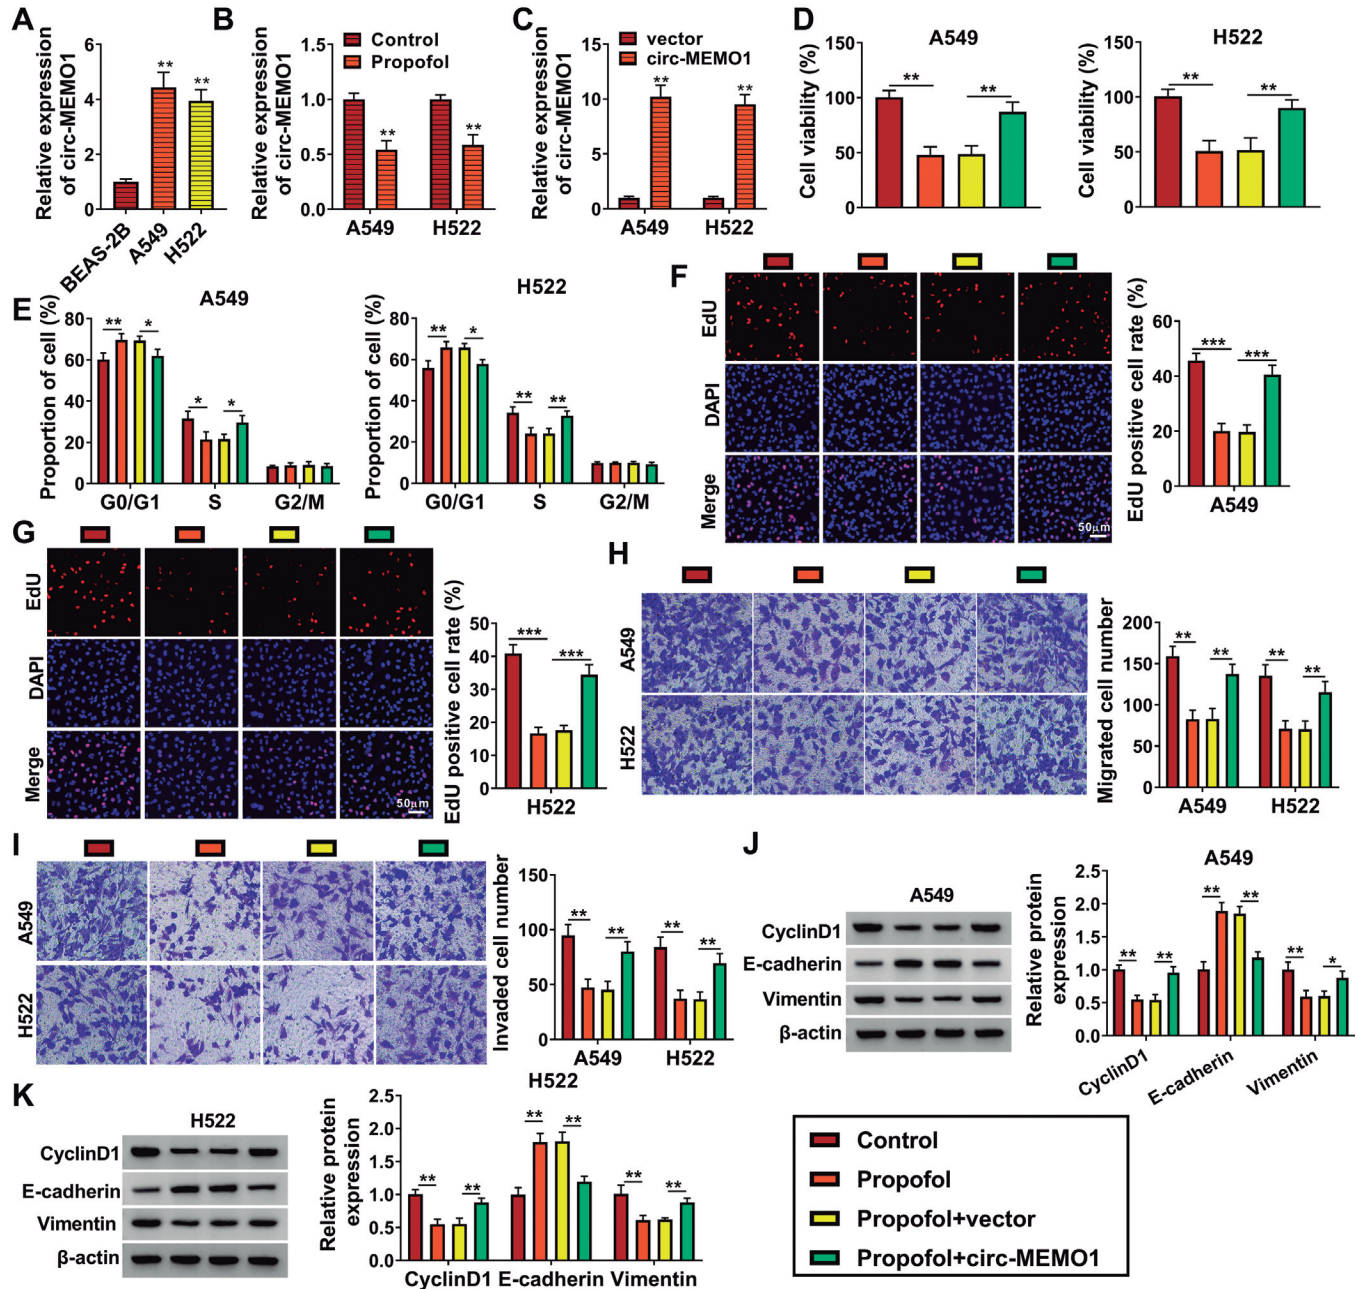 A
Relative expression
of circ-MEMO1
6
4
2
0
**
**
BEAS-2B
A549
H522
B
Relative expression
of circ-MEMO1
1.5
1.0
0.5
0.0
Control
Propofol
**
**
A549
H522
C
Relative expression
of circ-MEMO1
15
10
5
0
vector
circ-MEMO1
**
**
A549
H522
D
A549
Cell viability (%)
150
100
50
0
**
**
H522
Cell viability (%)
150
100
50
0
**
**
E
A549
Proportion of cell (%)
80
60
40
20
0
**
*
*
*
G0/G1
S
G2/M
H522
Proportion of cell (%)
80
60
40
20
0
**
*
**
**
G0/G1
S
G2/M
F
EdU
DAPI
Merge
50μm
EdU positive cell rate (%)
60
40
20
0
***
***
A549
G
EdU
DAPI
Merge
50μm
EdU positive cell rate (%)
50
40
30
20
10
0
***
***
H522
H
A549
H522
Migrated cell number
200
150
100
50
0
**
**
**
**
A549
H522
I
A549
H522
Invaded cell number
150
100
50
0
**
**
**
**
A549
H522
J
A549
CyclinD1
E-cadherin
Vimentin
β-actin
A549
Relative protein
expression
2.5
2.0
1.5
1.0
0.5
0.0
**
**
**
**
**
*
CyclinD1
E-cadherin
Vimentin
K
H522
CyclinD1
E-cadherin
Vimentin
β-actin
H522
Relative protein
expression
2.5
2.0
1.5
1.0
0.5
0.0
**
**
**
**
**
**
CyclinD1
E-cadherin
Vimentin
Control
Propofol
Propofol+vector
Propofol+circ-MEMO1